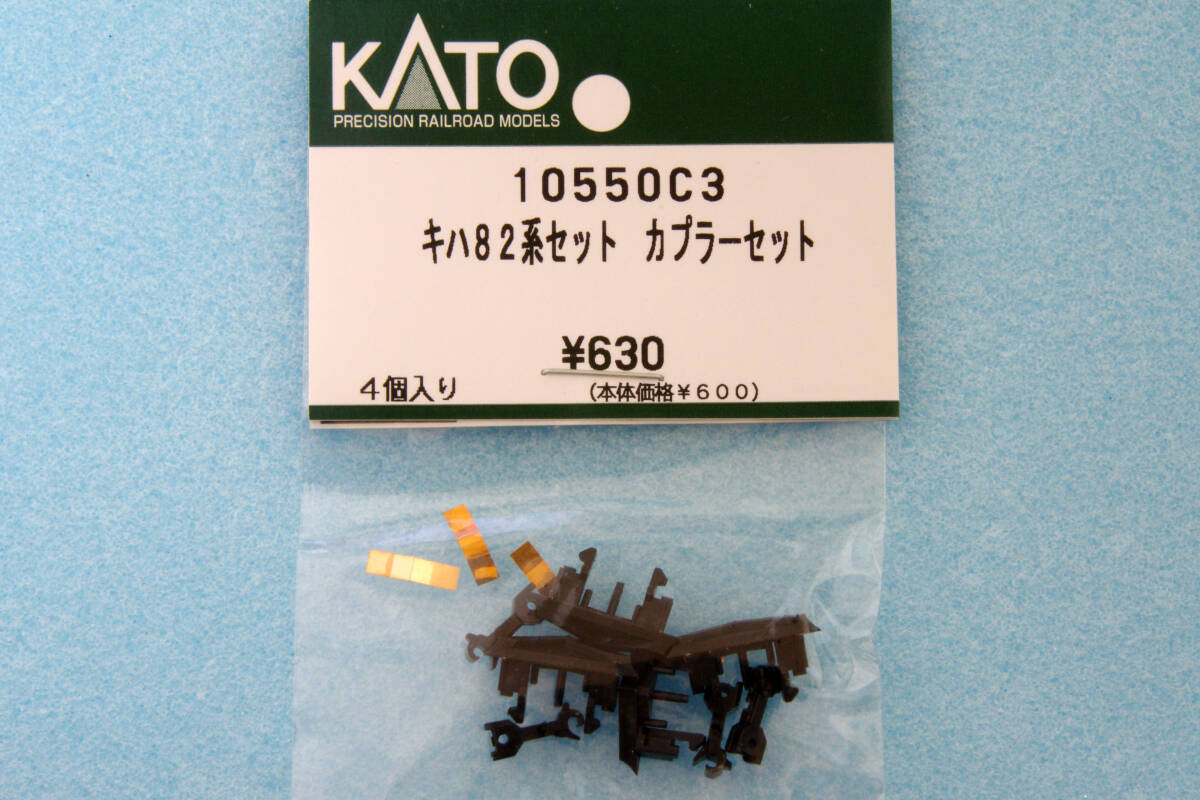 KATO
PRECISION RAILROAD MODELS
10550C3
キハ82系セット カプラーセット
¥630
4個入り (本体価格¥600)